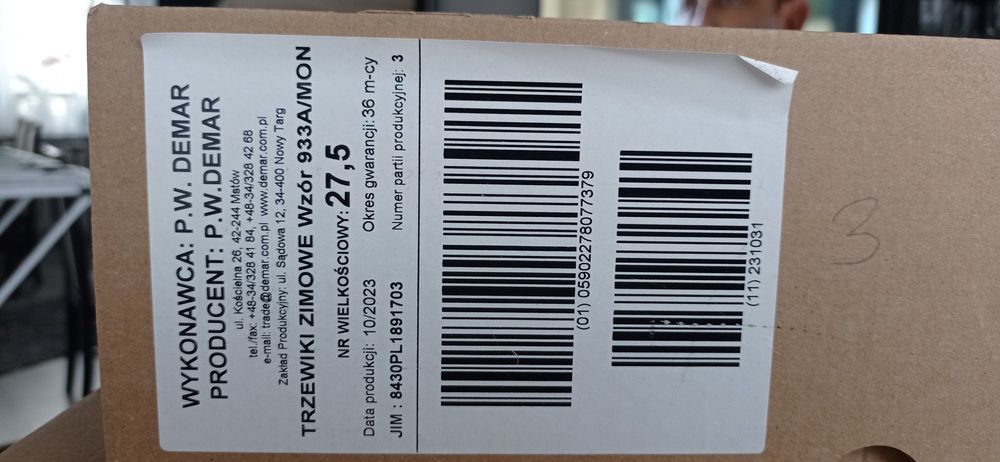 WYKONAWCA: P.W. DEMAR
PRODUCENT: P.W.DEMAR
ul. Kościelna 26, 42-244 Mstów
tel./fax: +48-34/328 41 84, +48-34/328 42 68
e-mail: trade@demar.com.pl www.demar.com.pl
Zakład Produkcyjny: ul. Sądowa 12, 34-400 Nowy Targ
TRZEWIKI ZIMOWE Wzór 933A/MON
NR WIELKOŚCIOWY: 27,5
Data produkcji: 10/2023 Okres gwarancji: 36 m-cy
JIM : 8430PL1891703 Numer partii produkcyjnej: 3
(01) 05902278077379
(11) 231031
3